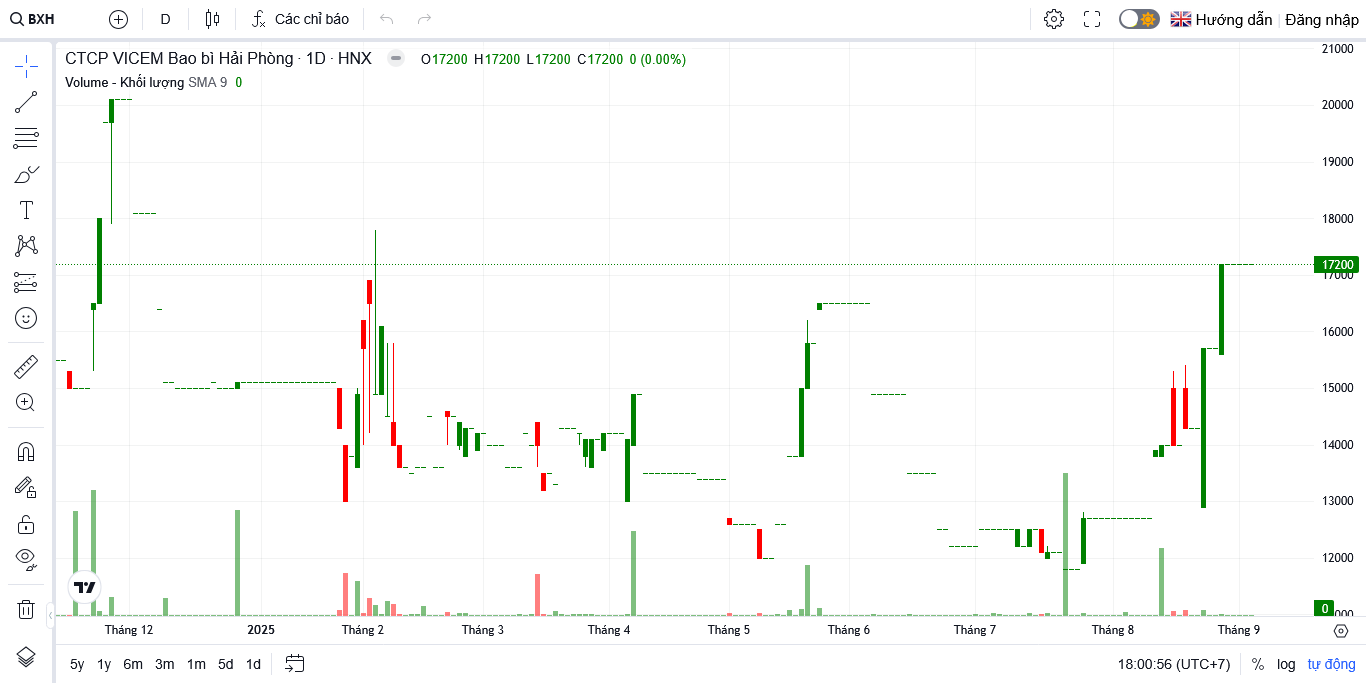 BXH D Các chỉ báo Hướng dẫn Đăng nhập
CTCP VICEM Bao bì Hải Phòng · 1D · HNX O17200 H17200 L17200 C17200 0 (0.00%)
Volume - Khối lượng SMA 9 0
21000
20000
19000
18000
17200
17000
16000
15000
14000
13000
12000
0
000
Tháng 12 2025 Tháng 2 Tháng 3 Tháng 4 Tháng 5 Tháng 6 Tháng 7 Tháng 8 Tháng 9
5y 1y 6m 3m 1m 5d 1d 18:00:56 (UTC+7) % log tự động